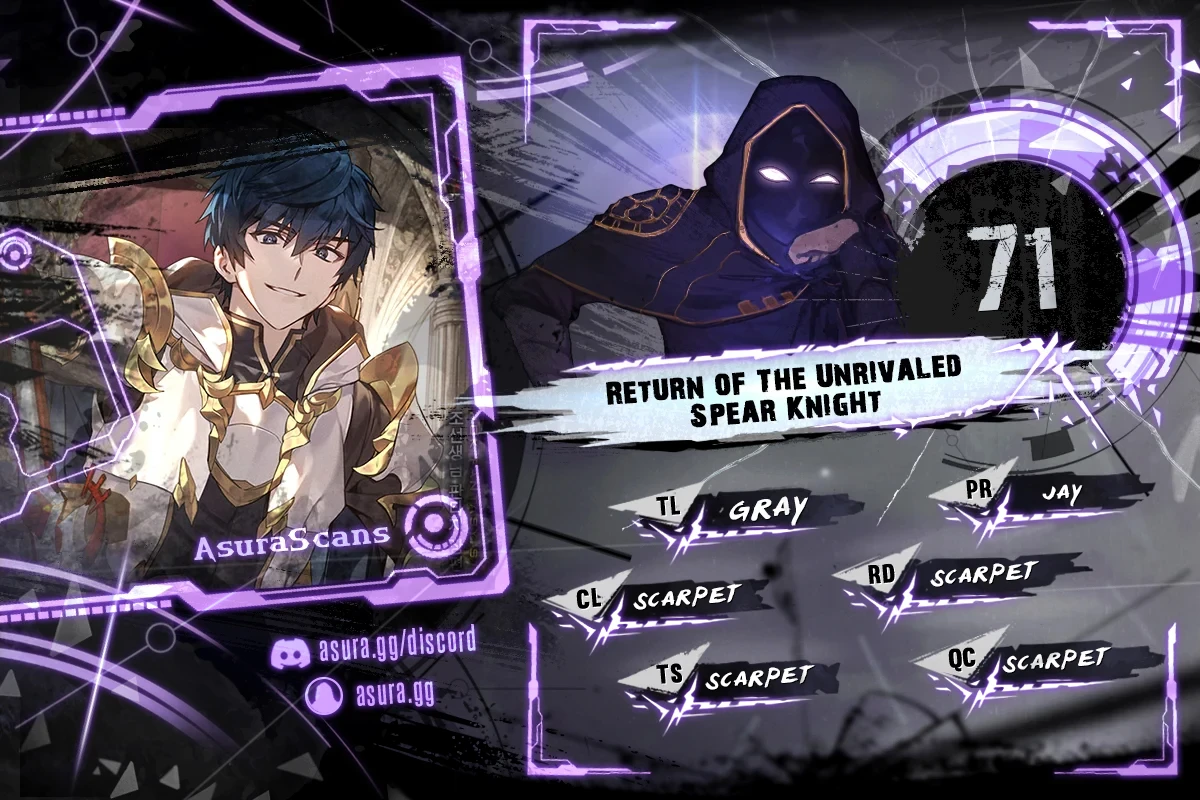 71
RETURN OF THE UNRIVALED
SPEAR KNIGHT
TL GRAY
PR JAY
CL SCARPET
RD SCARPET
TS SCARPET
QC SCARPET
AsuraScans
asura.gg/discord
asura.gg